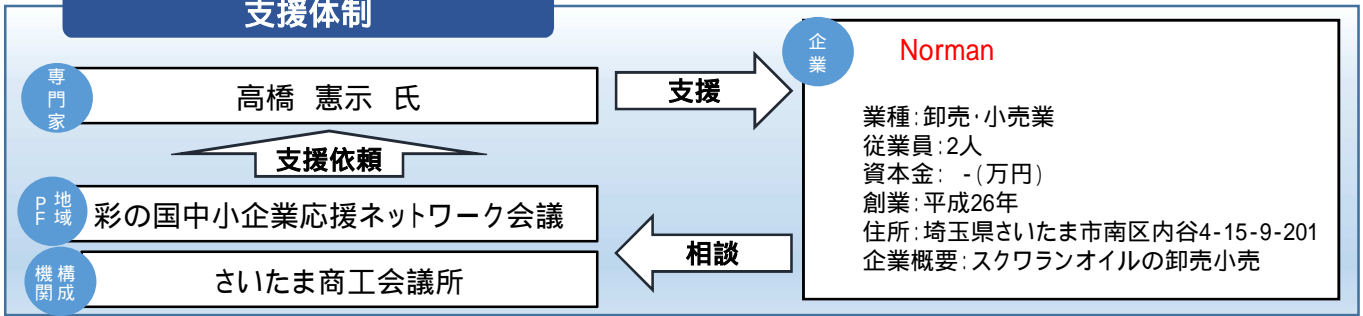 支援体制
専門家
高橋 憲示 氏
支援依頼
地域PF
彩の国中小企業応援ネットワーク会議
構成機関
さいたま商工会議所
支援
相談
企業
Norman
業種:卸売・小売業
従業員:2人
資本金: -(万円)
創業:平成26年
住所:埼玉県さいたま市南区内谷4-15-9-201
企業概要:スクワランオイルの卸売小売